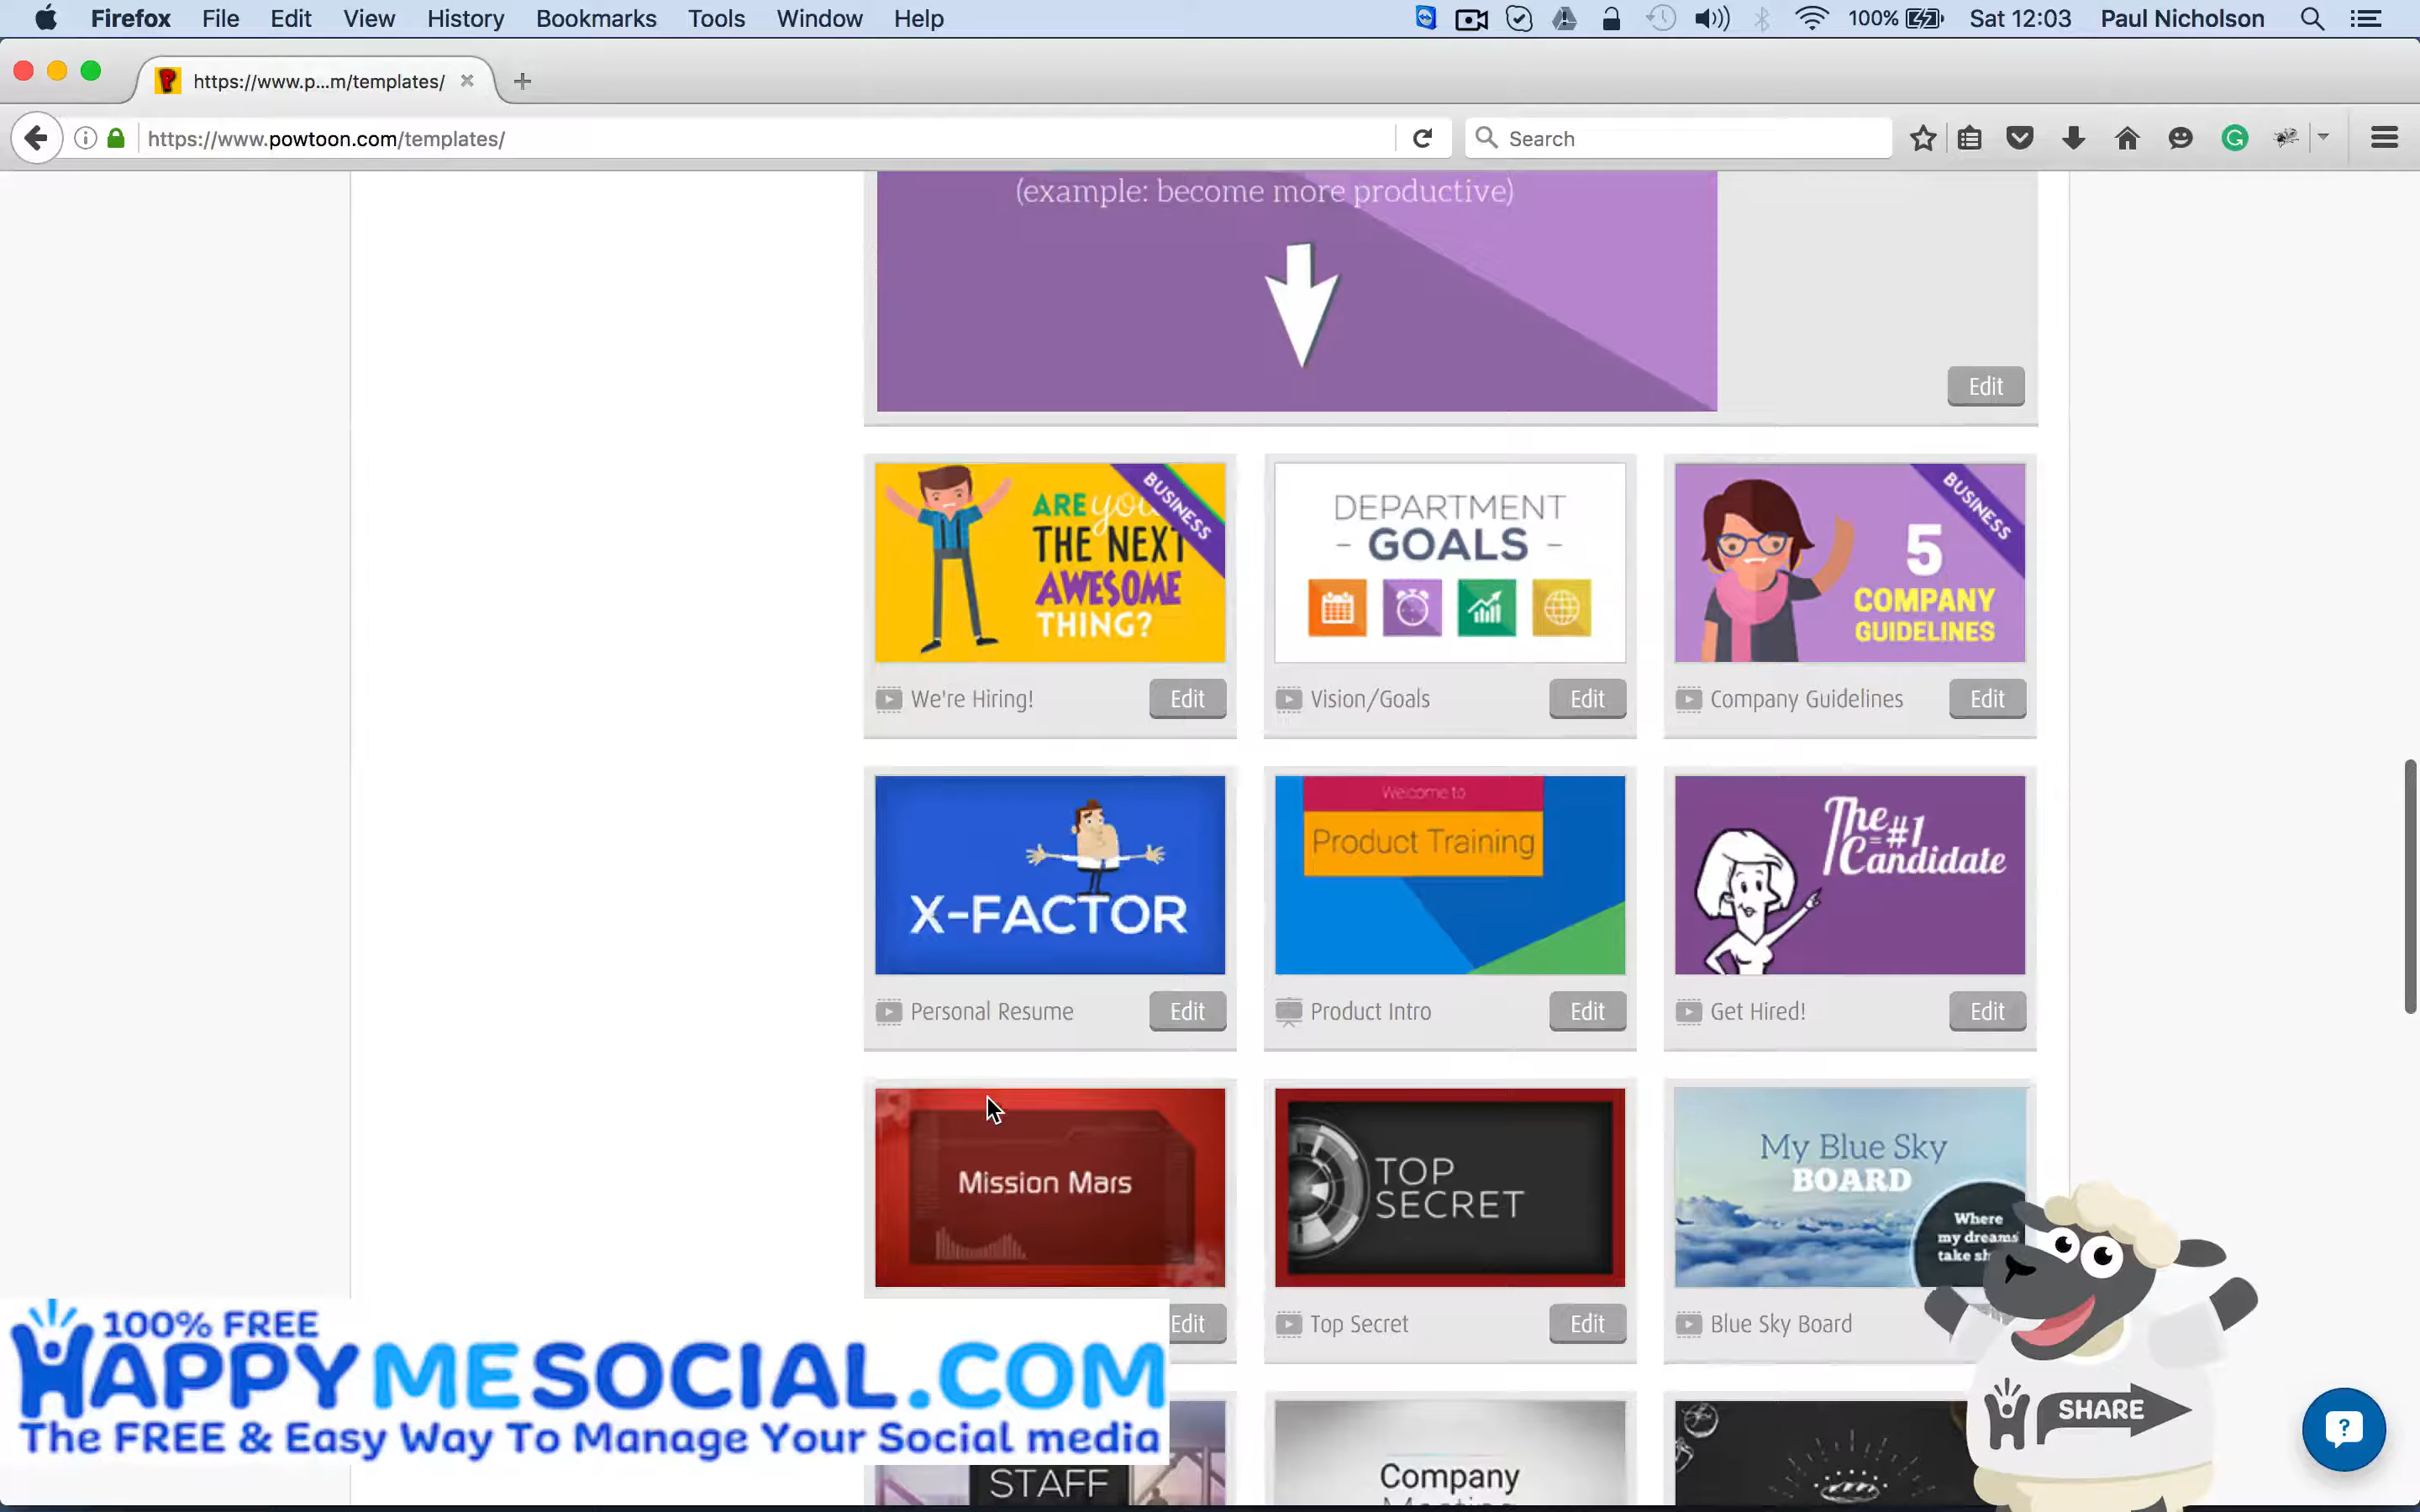 Firefox File Edit View History Bookmarks Tools Window Help 100% Sat 12:03 Paul Nicholson
https://www.p...m/templates/
https://www.powtoon.com/templates/ Search
(example: become more productive)
Edit
ARE you
THE NEXT
AWESOME
THING?
BUSINESS
DEPARTMENT
- GOALS -
BUSINESS
5
COMPANY
GUIDELINES
We're Hiring! Edit
Vision/Goals Edit
Company Guidelines Edit
X-FACTOR
Welcome to
Product Training
The #1
Candidate
Personal Resume Edit
Product Intro Edit
Get Hired! Edit
Mission Mars
TOP
SECRET
My Blue Sky
BOARD
Where
my dreams
take
Edit
Top Secret Edit
Blue Sky Board
100% FREE
HAPPYMESOCIAL.COM
The FREE & Easy Way To Manage Your Social media
SHARE
STAFF
Company
Meeting